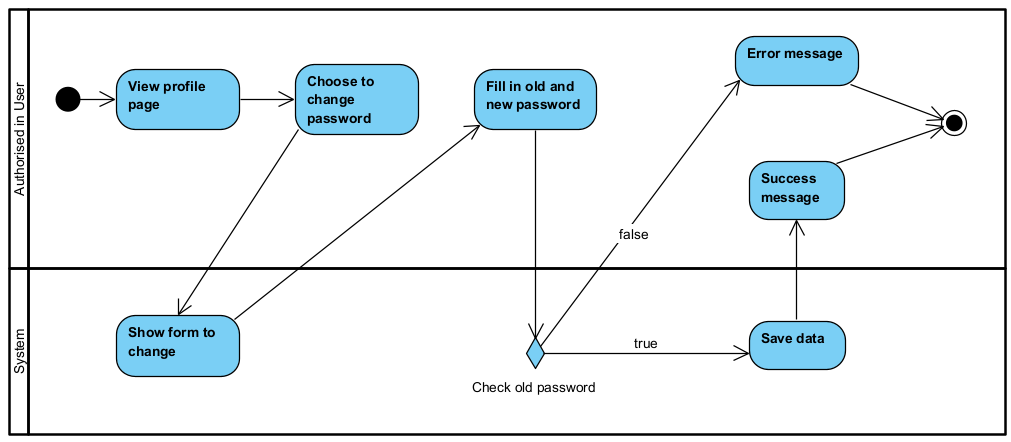 Authorised in User
View profile
page
Choose to
change
password
Fill in old and
new password
Error message
Success
message
false
System
Show form to
change
true
Save data
Check old password